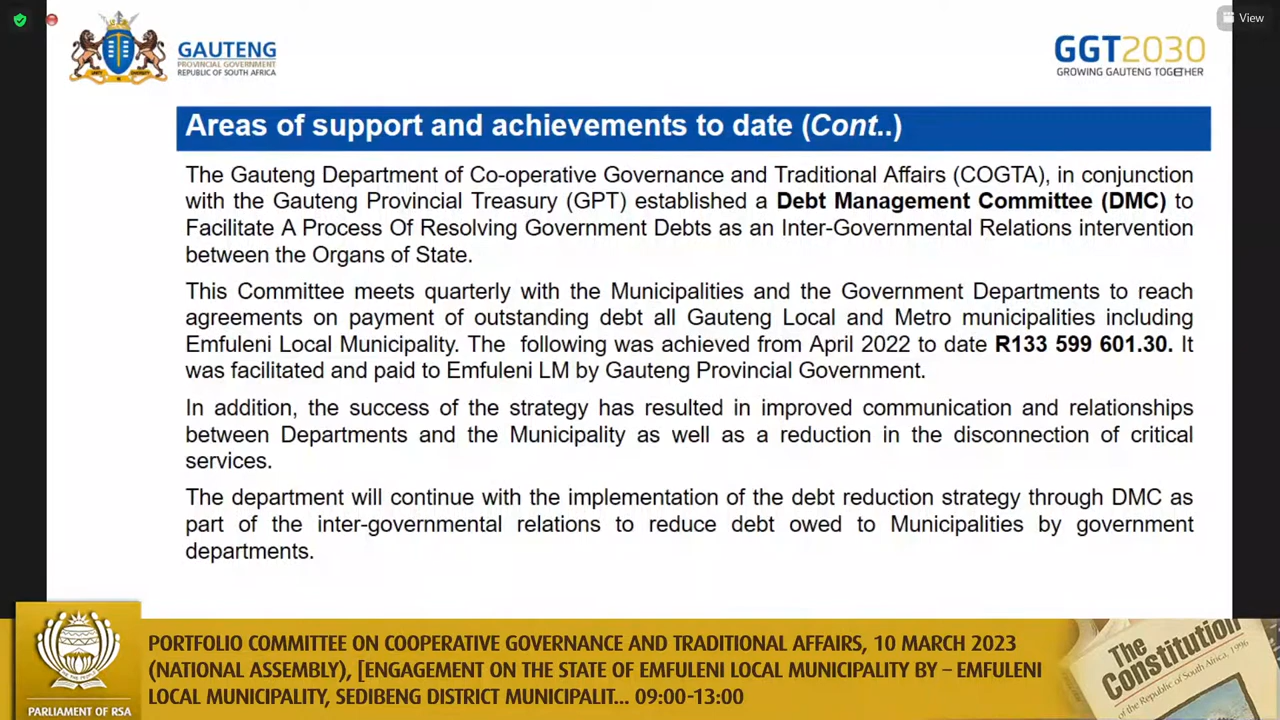 View
GAUTENG
PROVINCIAL GOVERNMENT
REPUBLIC OF SOUTH AFRICA
GGT2030
GROWING GAUTENG TOGETHER
Areas of support and achievements to date (Cont..)
The Gauteng Department of Co-operative Governance and Traditional Affairs (COGTA), in conjunction
with the Gauteng Provincial Treasury (GPT) established a Debt Management Committee (DMC) to
Facilitate A Process Of Resolving Government Debts as an Inter-Governmental Relations intervention
between the Organs of State.
This Committee meets quarterly with the Municipalities and the Government Departments to reach
agreements on payment of outstanding debt all Gauteng Local and Metro municipalities including
Emfuleni Local Municipality. The following was achieved from April 2022 to date R133 599 601.30. It
was facilitated and paid to Emfuleni LM by Gauteng Provincial Government.
In addition, the success of the strategy has resulted in improved communication and relationships
between Departments and the Municipality as well as a reduction in the disconnection of critical
services.
The department will continue with the implementation of the debt reduction strategy through DMC as
part of the inter-governmental relations to reduce debt owed to Municipalities by government
departments.
PORTFOLIO COMMITTEE ON COOPERATIVE GOVERNANCE AND TRADITIONAL AFFAIRS, 10 MARCH 2023
(NATIONAL ASSEMBLY), [ENGAGEMENT ON THE STATE OF EMFULENI LOCAL MUNICIPALITY BY – EMFULENI
LOCAL MUNICIPALITY, SEDIBENG DISTRICT MUNICIPALIT... 09:00-13:00
PARLIAMENT OF RSA
The
Constitution
of the Republic of South Africa, 1996